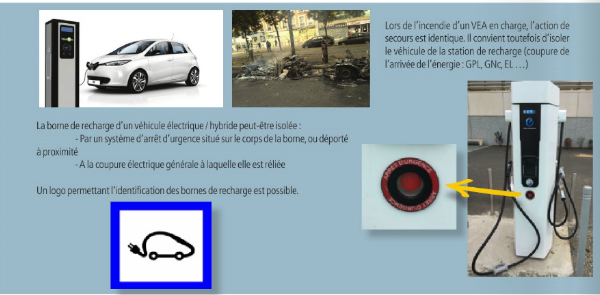 Lors de l'incendie d'un VEA en charge, l'action de
secours est identique. Il convient toutefois d'isoler
le véhicule de la station de recharge (coupure de
l'arrivée de l'énergie : GPL, GNc, EL …)
La borne de recharge d'un véhicule électrique / hybride peut-être isolée :
- Par un système d'arrêt d'urgence situé sur le corps de la borne, ou déporté
à proximité
- A la coupure électrique générale à laquelle elle est reliée
Un logo permettant l'identification des bornes de recharge est possible.
ARRET D'URGENCE
ARRET D'URGENCE